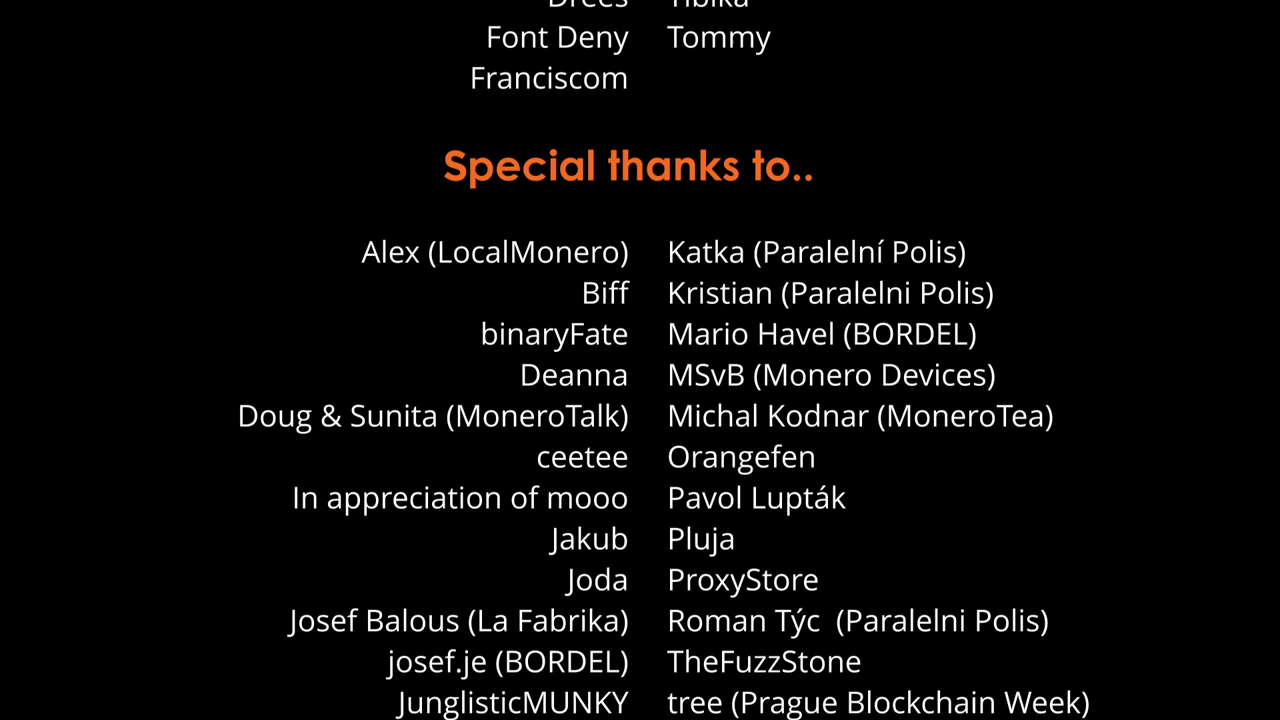 Font Deny Tommy
Franciscom
Special thanks to..
Alex (LocalMonero) Katka (Paralelní Polis)
Biff Kristian (Paralelni Polis)
binaryFate Mario Havel (BORDEL)
Deanna MSvB (Monero Devices)
Doug & Sunita (MoneroTalk) Michal Kodnar (MoneroTea)
ceetee Orangefen
In appreciation of mooo Pavol Lupták
Jakub Pluja
Joda ProxyStore
Josef Balous (La Fabrika) Roman Týc (Paralelni Polis)
josef.je (BORDEL) TheFuzzStone
JunglisticMUNKY tree (Prague Blockchain Week)